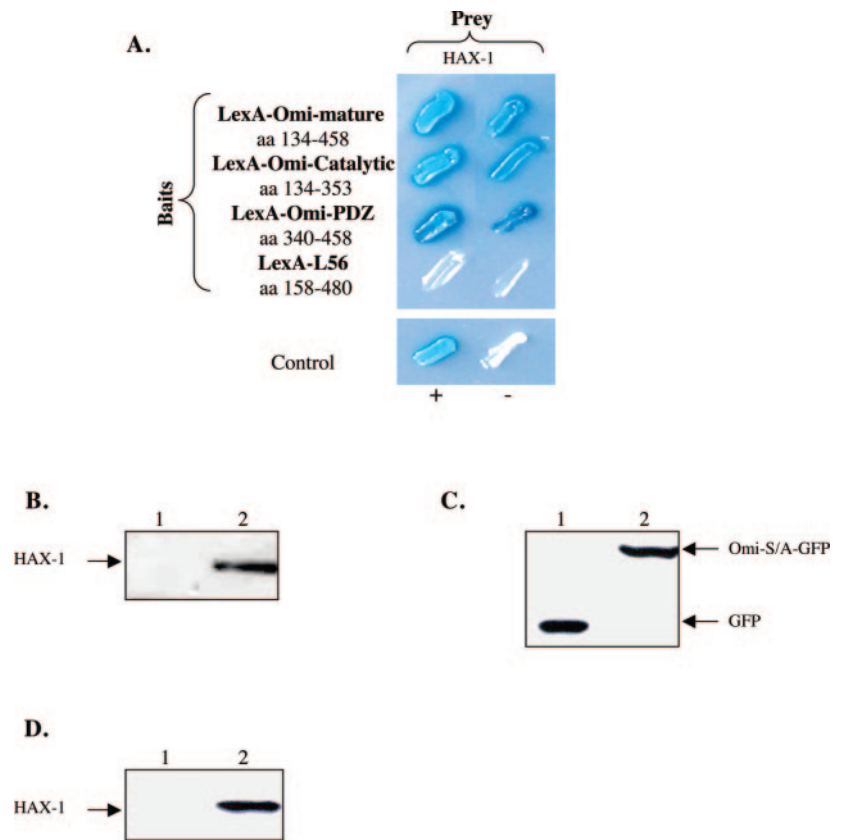 A.
Prey
HAX-1
Baits
LexA-Omi-mature
aa 134-458
LexA-Omi-Catalytic
aa 134-353
LexA-Omi-PDZ
aa 340-458
LexA-L56
aa 158-480
Control
+ -
B.
1 2
HAX-1
C.
1 2
Omi-S/A-GFP
GFP
D.
1 2
HAX-1